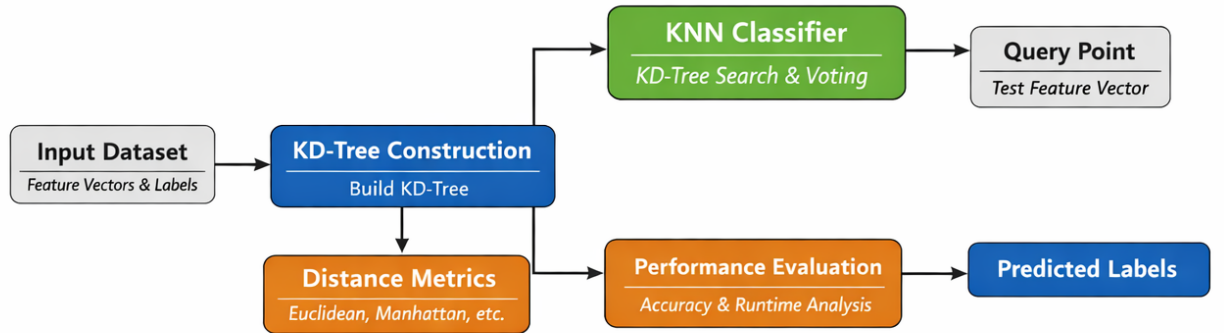 KNN Classifier
KD-Tree Search & Voting
Query Point
Test Feature Vector
Input Dataset
Feature Vectors & Labels
KD-Tree Construction
Build KD-Tree
Distance Metrics
Euclidean, Manhattan, etc.
Performance Evaluation
Accuracy & Runtime Analysis
Predicted Labels